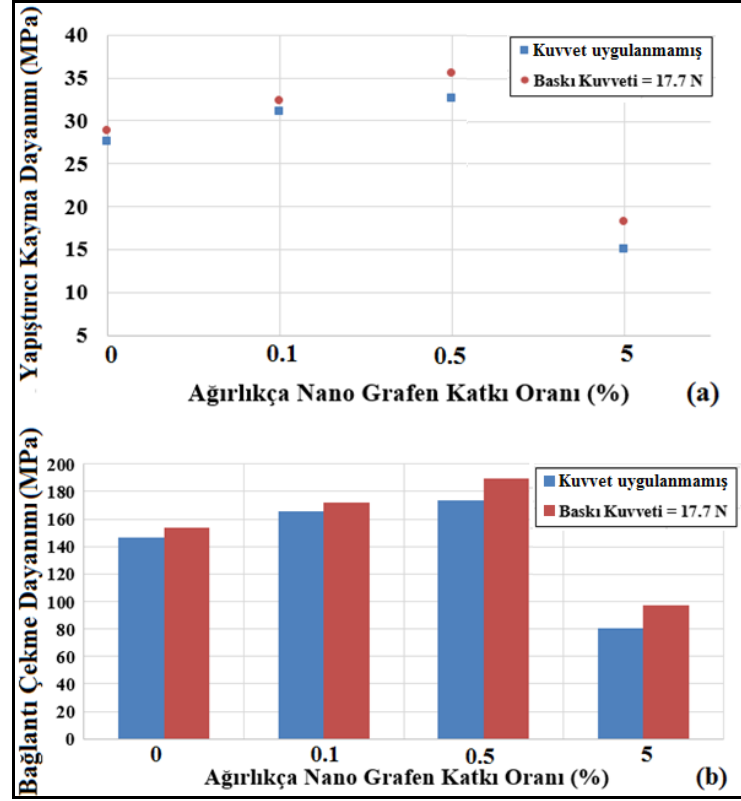 Yapıştırıcı Kayma Dayanımı (MPa)
40
35
30
25
20
15
10
5
Kuvvet uygulanmamış
Baskı Kuvveti = 17.7 N
0
0.1
0.5
5
Ağırlıkça Nano Grafen Katkı Oranı (%)
(a)
Bağlantı Çekme Dayanımı (MPa)
200
180
160
140
120
100
80
60
40
20
0
Kuvvet uygulanmamış
Baskı Kuvveti = 17.7 N
0
0.1
0.5
5
Ağırlıkça Nano Grafen Katkı Oranı (%)
(b)